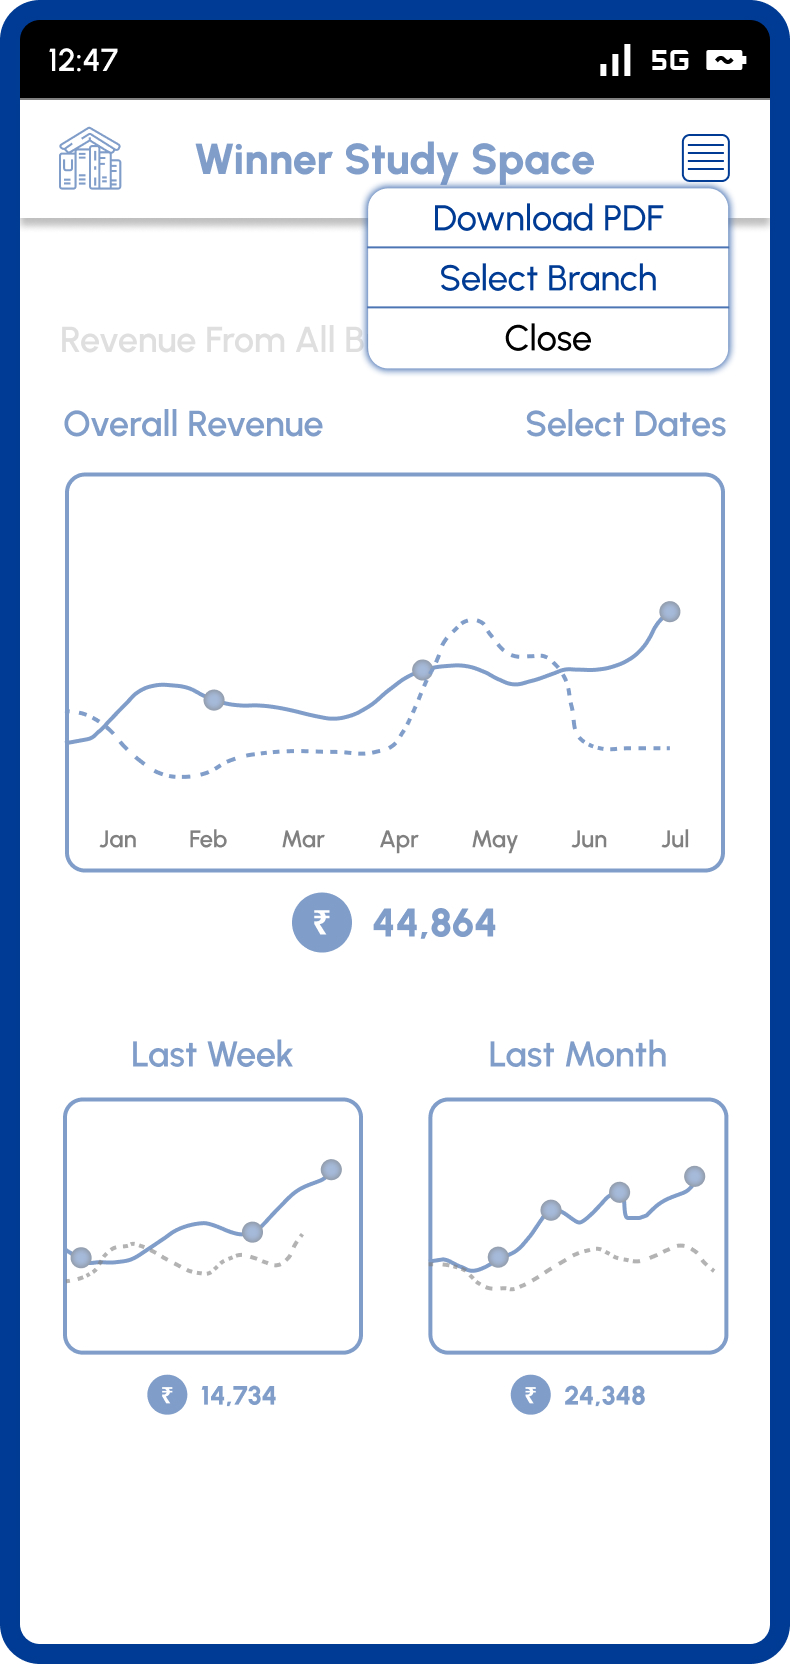 12:47
5G
Winner Study Space
Download PDF
Select Branch
Close
Revenue From All B
Overall Revenue
Select Dates
Jan Feb Mar Apr May Jun Jul
₹ 44,864
Last Week
Last Month
₹ 14,734
₹ 24,348